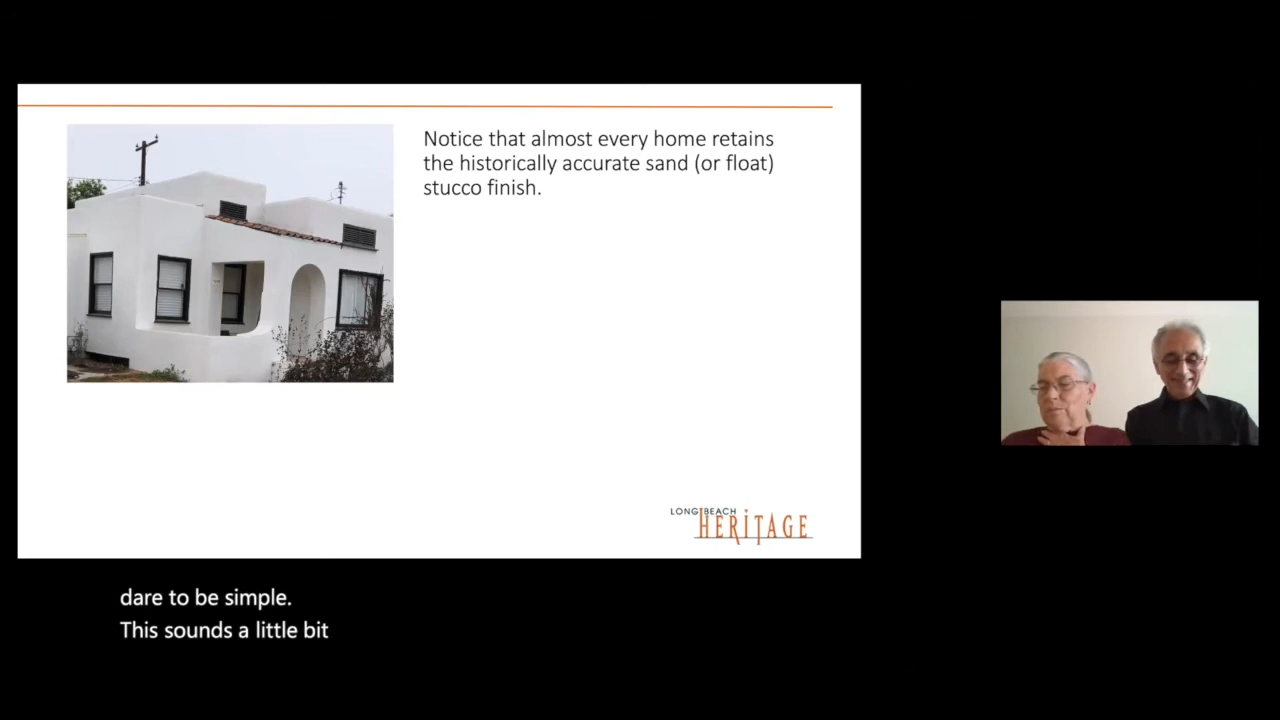 Notice that almost every home retains
the historically accurate sand (or float)
stucco finish.
LONG BEACH
HERITAGE
dare to be simple.
This sounds a little bit